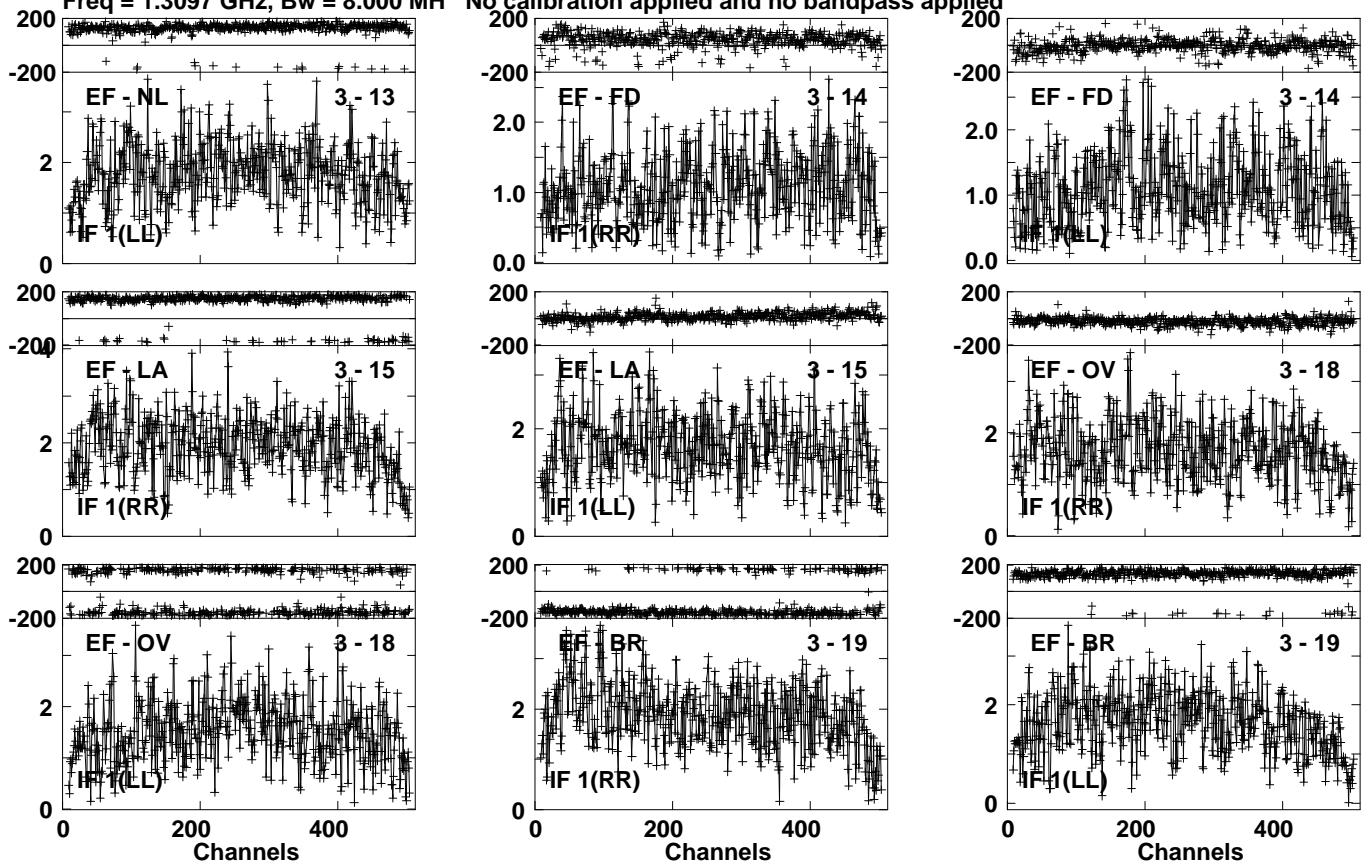 Freq = 1.3097 GHz, Bw = 8.000 MH No calibration applied and no bandpass applied
200
-200
EF - NL 3 - 13
2
IF 1(LL)
0
200
-200
EF - FD 3 - 14
2.0
1.0
IF 1(RR)
0.0
200
-200
EF - FD 3 - 14
2.0
1.0
IF 1(LL)
0.0
200
-200
4
EF - LA 3 - 15
2
IF 1(RR)
0
200
-200
EF - LA 3 - 15
2
IF 1(LL)
0
200
-200
EF - OV 3 - 18
2
IF 1(RR)
0
200
-200
EF - OV 3 - 18
2
IF 1(LL)
0
0 200 400
Channels
200
-200
EF - BR 3 - 19
2
IF 1(RR)
0
0 200 400
Channels
200
-200
EF - BR 3 - 19
2
IF 1(LL)
0
0 200 400
Channels